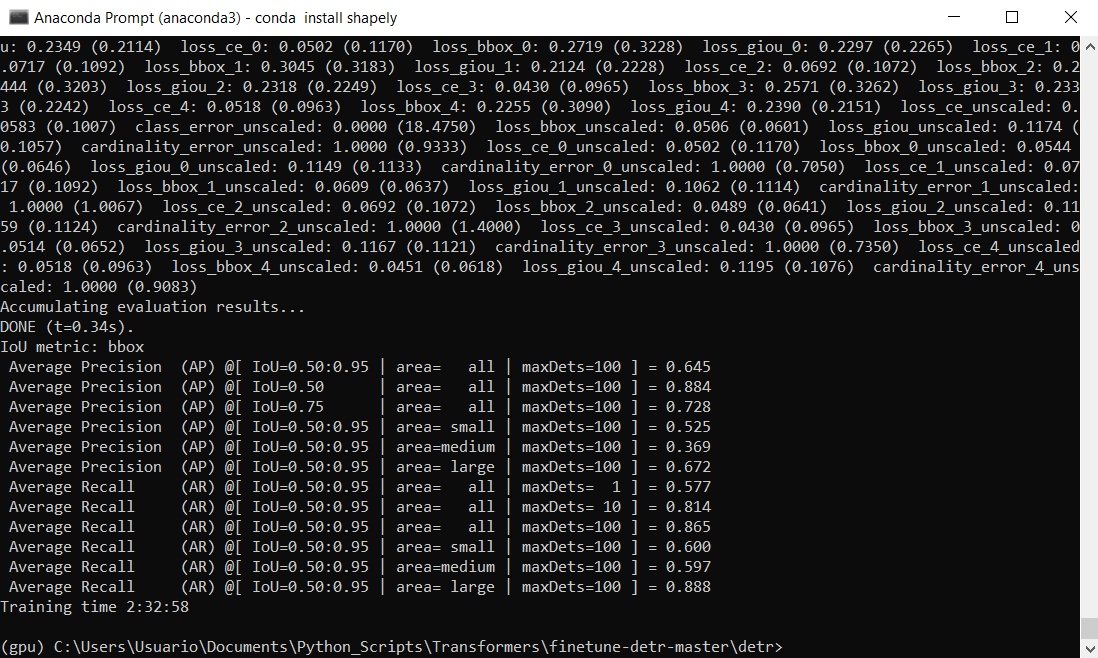 Anaconda Prompt (anaconda3) - conda  install shapely
u: 0.2349 (0.2114)  loss_ce_0: 0.0502 (0.1170)  loss_bbox_0: 0.2719 (0.3228)  loss_giou_0: 0.2297 (0.2265)  loss_ce_1: 0
.0717 (0.1092)  loss_bbox_1: 0.3045 (0.3183)  loss_giou_1: 0.2124 (0.2228)  loss_ce_2: 0.0692 (0.1072)  loss_bbox_2: 0.2
444 (0.3203)  loss_giou_2: 0.2318 (0.2249)  loss_ce_3: 0.0430 (0.0965)  loss_bbox_3: 0.2571 (0.3262)  loss_giou_3: 0.233
3 (0.2242)  loss_ce_4: 0.0518 (0.0963)  loss_bbox_4: 0.2255 (0.3090)  loss_giou_4: 0.2390 (0.2151)  loss_ce_unscaled: 0.
0583 (0.1007)  class_error_unscaled: 0.0000 (18.4750)  loss_bbox_unscaled: 0.0506 (0.0601)  loss_giou_unscaled: 0.1174 (
0.1057)  cardinality_error_unscaled: 1.0000 (0.9333)  loss_ce_0_unscaled: 0.0502 (0.1170)  loss_bbox_0_unscaled: 0.0544
(0.0646)  loss_giou_0_unscaled: 0.1149 (0.1133)  cardinality_error_0_unscaled: 1.0000 (0.7050)  loss_ce_1_unscaled: 0.07
17 (0.1092)  loss_bbox_1_unscaled: 0.0609 (0.0637)  loss_giou_1_unscaled: 0.1062 (0.1114)  cardinality_error_1_unscaled:
 1.0000 (1.0067)  loss_ce_2_unscaled: 0.0692 (0.1072)  loss_bbox_2_unscaled: 0.0489 (0.0641)  loss_giou_2_unscaled: 0.11
59 (0.1124)  cardinality_error_2_unscaled: 1.0000 (1.4000)  loss_ce_3_unscaled: 0.0430 (0.0965)  loss_bbox_3_unscaled: 0
.0514 (0.0652)  loss_giou_3_unscaled: 0.1167 (0.1121)  cardinality_error_3_unscaled: 1.0000 (0.7350)  loss_ce_4_unscaled
: 0.0518 (0.0963)  loss_bbox_4_unscaled: 0.0451 (0.0618)  loss_giou_4_unscaled: 0.1195 (0.1076)  cardinality_error_4_uns
caled: 1.0000 (0.9083)
Accumulating evaluation results...
DONE (t=0.34s).
IoU metric: bbox
 Average Precision  (AP) @[ IoU=0.50:0.95 | area=   all | maxDets=100 ] = 0.645
 Average Precision  (AP) @[ IoU=0.50      | area=   all | maxDets=100 ] = 0.884
 Average Precision  (AP) @[ IoU=0.75      | area=   all | maxDets=100 ] = 0.728
 Average Precision  (AP) @[ IoU=0.50:0.95 | area= small | maxDets=100 ] = 0.525
 Average Precision  (AP) @[ IoU=0.50:0.95 | area=medium | maxDets=100 ] = 0.369
 Average Precision  (AP) @[ IoU=0.50:0.95 | area= large | maxDets=100 ] = 0.672
 Average Recall     (AR) @[ IoU=0.50:0.95 | area=   all | maxDets=  1 ] = 0.577
 Average Recall     (AR) @[ IoU=0.50:0.95 | area=   all | maxDets= 10 ] = 0.814
 Average Recall     (AR) @[ IoU=0.50:0.95 | area=   all | maxDets=100 ] = 0.865
 Average Recall     (AR) @[ IoU=0.50:0.95 | area= small | maxDets=100 ] = 0.600
 Average Recall     (AR) @[ IoU=0.50:0.95 | area=medium | maxDets=100 ] = 0.597
 Average Recall     (AR) @[ IoU=0.50:0.95 | area= large | maxDets=100 ] = 0.888
Training time 2:32:58
(gpu) C:\Users\Usuario\Documents\Python_Scripts\Transformers\finetune-detr-master\detr>